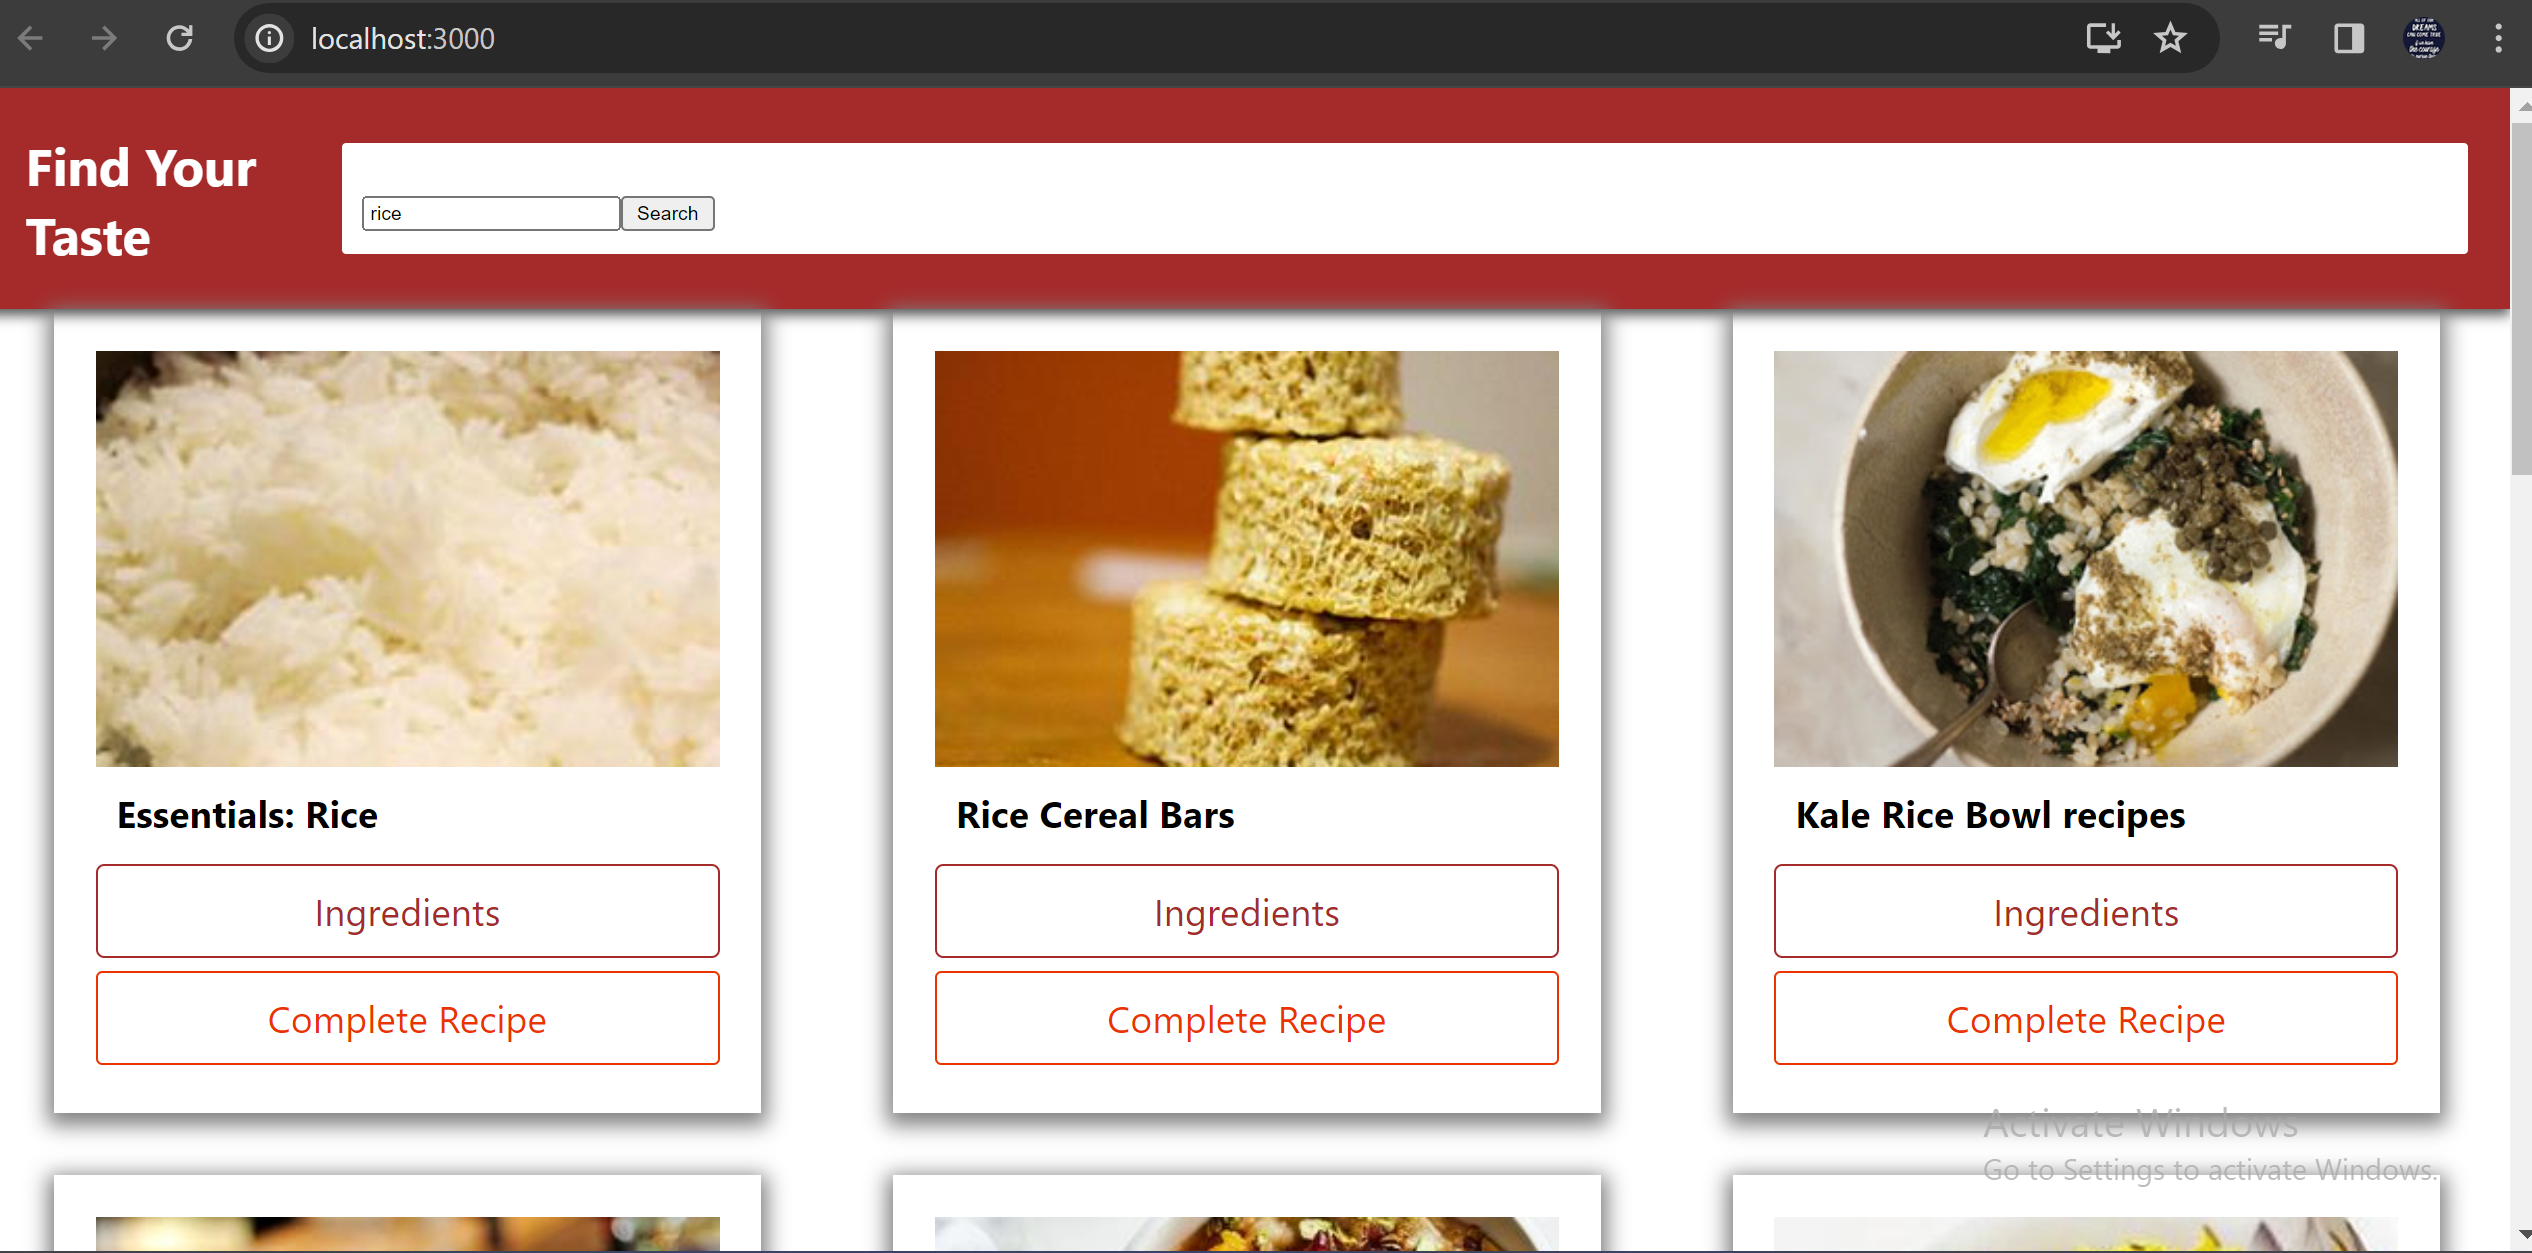 localhost:3000
Find Your
Taste
rice
Search
Essentials: Rice
Rice Cereal Bars
Kale Rice Bowl recipes
Ingredients
Ingredients
Ingredients
Complete Recipe
Complete Recipe
Complete Recipe
Activate Windows
Go to Settings to activate Windows.